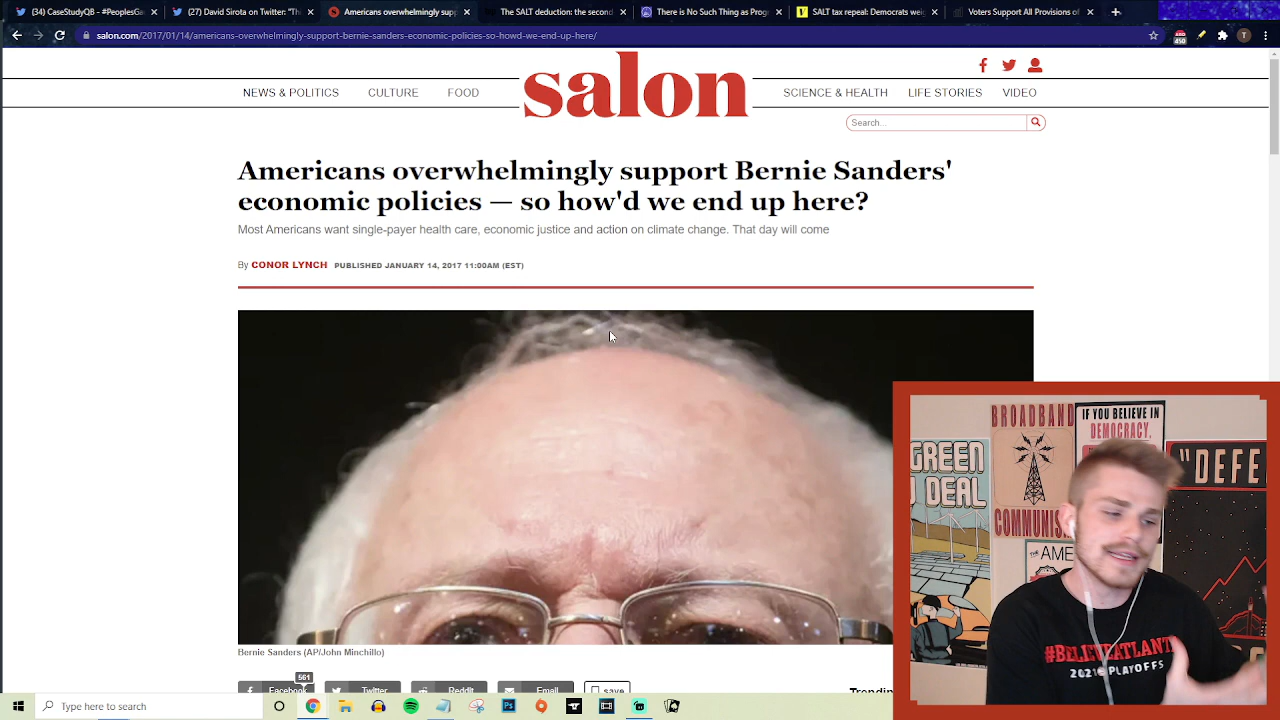 (34) CaseStudyQB - #PeoplesGa
(27) David Sirota on Twitter: "Th
Americans overwhelmingly supp
The SALT deduction: the second
There is No Such Thing as Prog
SALT tax repeal: Democrats wei
Voters Support All Provisions of
salon.com/2017/01/14/americans-overwhelmingly-support-bernie-sanders-economic-policies-so-howd-we-end-up-here/
450
T
salon
NEWS & POLITICS CULTURE FOOD
SCIENCE & HEALTH LIFE STORIES VIDEO
Search...
Americans overwhelmingly support Bernie Sanders'
economic policies — so how'd we end up here?
Most Americans want single-payer health care, economic justice and action on climate change. That day will come
By CONOR LYNCH PUBLISHED JANUARY 14, 2017 11:00AM (EST)
Bernie Sanders (AP/John Minchillo)
561
Facebook
Twitter
Reddit
Email
save
Trendin
BROADBAND
COMMUNIS
IF YOU BELIEVE IN
DEMOCRACY,
GREEN
DEAL
THE AME
"DEFE
#BELIEVEATLANT
2021 PLAYOFFS
Type here to search